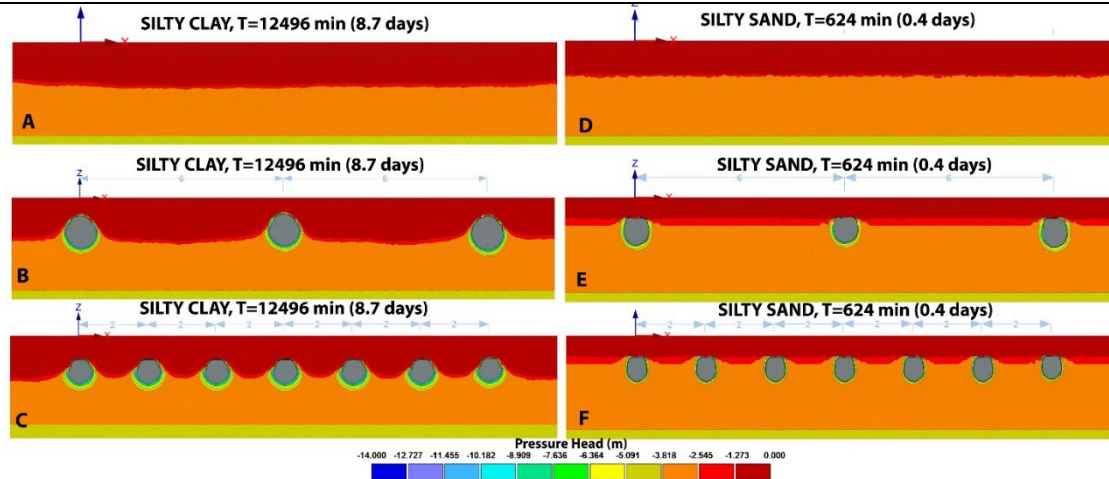 SILTY CLAY, T=12496 min (8.7 days)
X
A
SILTY CLAY, T=12496 min (8.7 days)
Z
6 6
X
B
SILTY CLAY, T=12496 min (8.7 days)
Z
2 2 2 2 2 2
X
C
SILTY SAND, T=624 min (0.4 days)
Z
X
D
SILTY SAND, T=624 min (0.4 days)
Z
6 6
E
SILTY SAND, T=624 min (0.4 days)
Z
2 2 2 2 2 2
F
Pressure Head (m)
-14.000 -12.727 -11.455 -10.182 -8.909 -7.636 -6.364 -5.091 -3.818 -2.545 -1.273 0.000